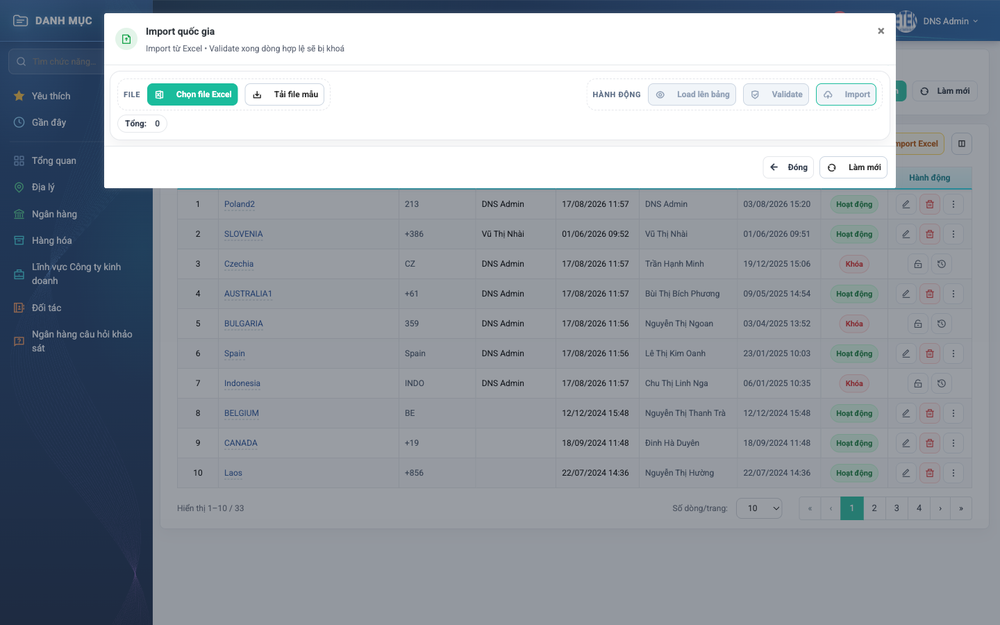 DANH MỤC
DNS Admin
Import quốc gia
Import từ Excel • Validate xong dòng hợp lệ sẽ bị khoá
×
FILE
Chọn file Excel
Tải file mẫu
HÀNH ĐỘNG
Load lên bảng
Validate
Import
Tổng: 0
Đóng
Làm mới
Tìm chức năng...
Yêu thích
Gần đây
Tổng quan
Địa lý
Ngân hàng
Hàng hóa
Lĩnh vực Công ty kinh
doanh
Đối tác
Ngân hàng câu hỏi khảo
sát
Làm mới
mport Excel
Hành động
1 Poland2 213 DNS Admin 17/08/2026 11:57 DNS Admin 03/08/2026 15:20 Hoạt động
2 SLOVENIA +386 Vũ Thị Nhài 01/06/2026 09:52 Vũ Thị Nhài 01/06/2026 09:51 Hoạt động
3 Czechia CZ DNS Admin 17/08/2026 11:57 Trần Hạnh Minh 19/12/2025 15:06 Khóa
4 AUSTRALIA1 +61 DNS Admin 17/08/2026 11:57 Bùi Thị Bích Phương 09/05/2025 14:54 Hoạt động
5 BULGARIA 359 DNS Admin 17/08/2026 11:56 Nguyễn Thị Ngoan 03/04/2025 13:52 Khóa
6 Spain Spain DNS Admin 17/08/2026 11:56 Lê Thị Kim Oanh 23/01/2025 10:03 Hoạt động
7 Indonesia INDO DNS Admin 17/08/2026 11:57 Chu Thị Linh Nga 06/01/2025 10:35 Khóa
8 BELGIUM BE 12/12/2024 15:48 Nguyễn Thị Thanh Trà 12/12/2024 15:48 Hoạt động
9 CANADA +19 18/09/2024 11:48 Đinh Hà Duyên 18/09/2024 11:48 Hoạt động
10 Laos +856 22/07/2024 14:36 Nguyễn Thị Hường 22/07/2024 14:36 Hoạt động
Hiển thị 1–10 / 33
Số dòng/trang: 10
« ‹ 1 2 3 4 › »